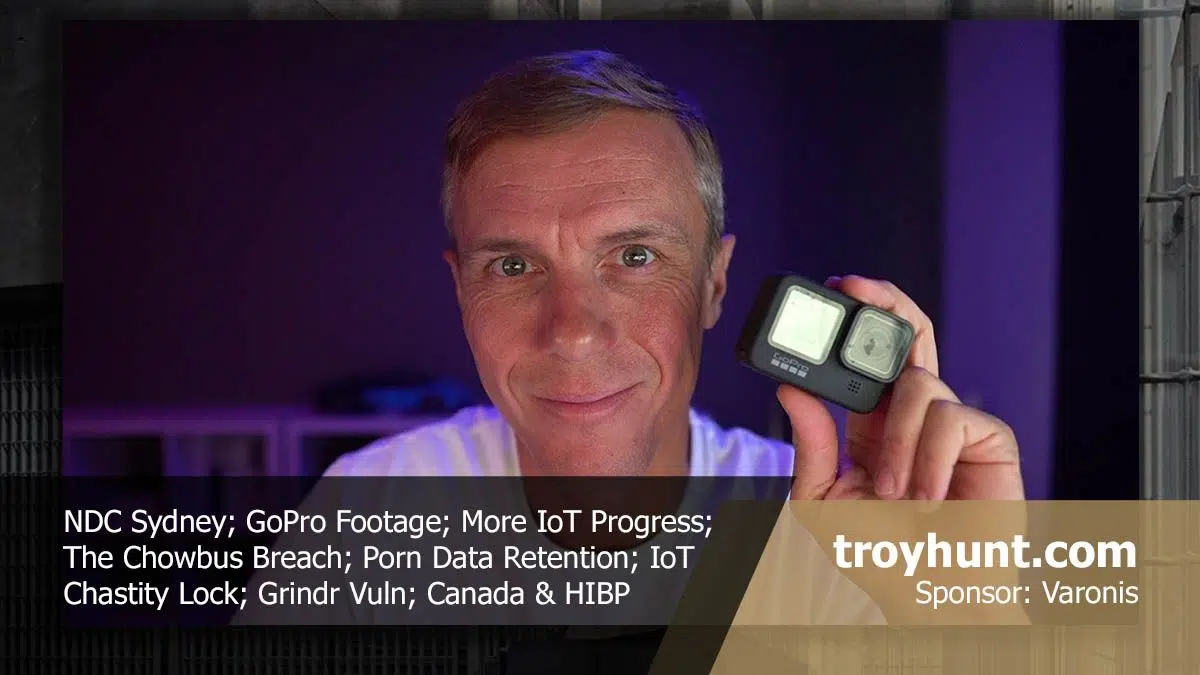 GoPro
NDC Sydney; GoPro Footage; More IoT Progress;
The Chowbus Breach; Porn Data Retention; IoT
Chastity Lock; Grindr Vuln; Canada & HIBP
troyhunt.com
Sponsor: Varonis